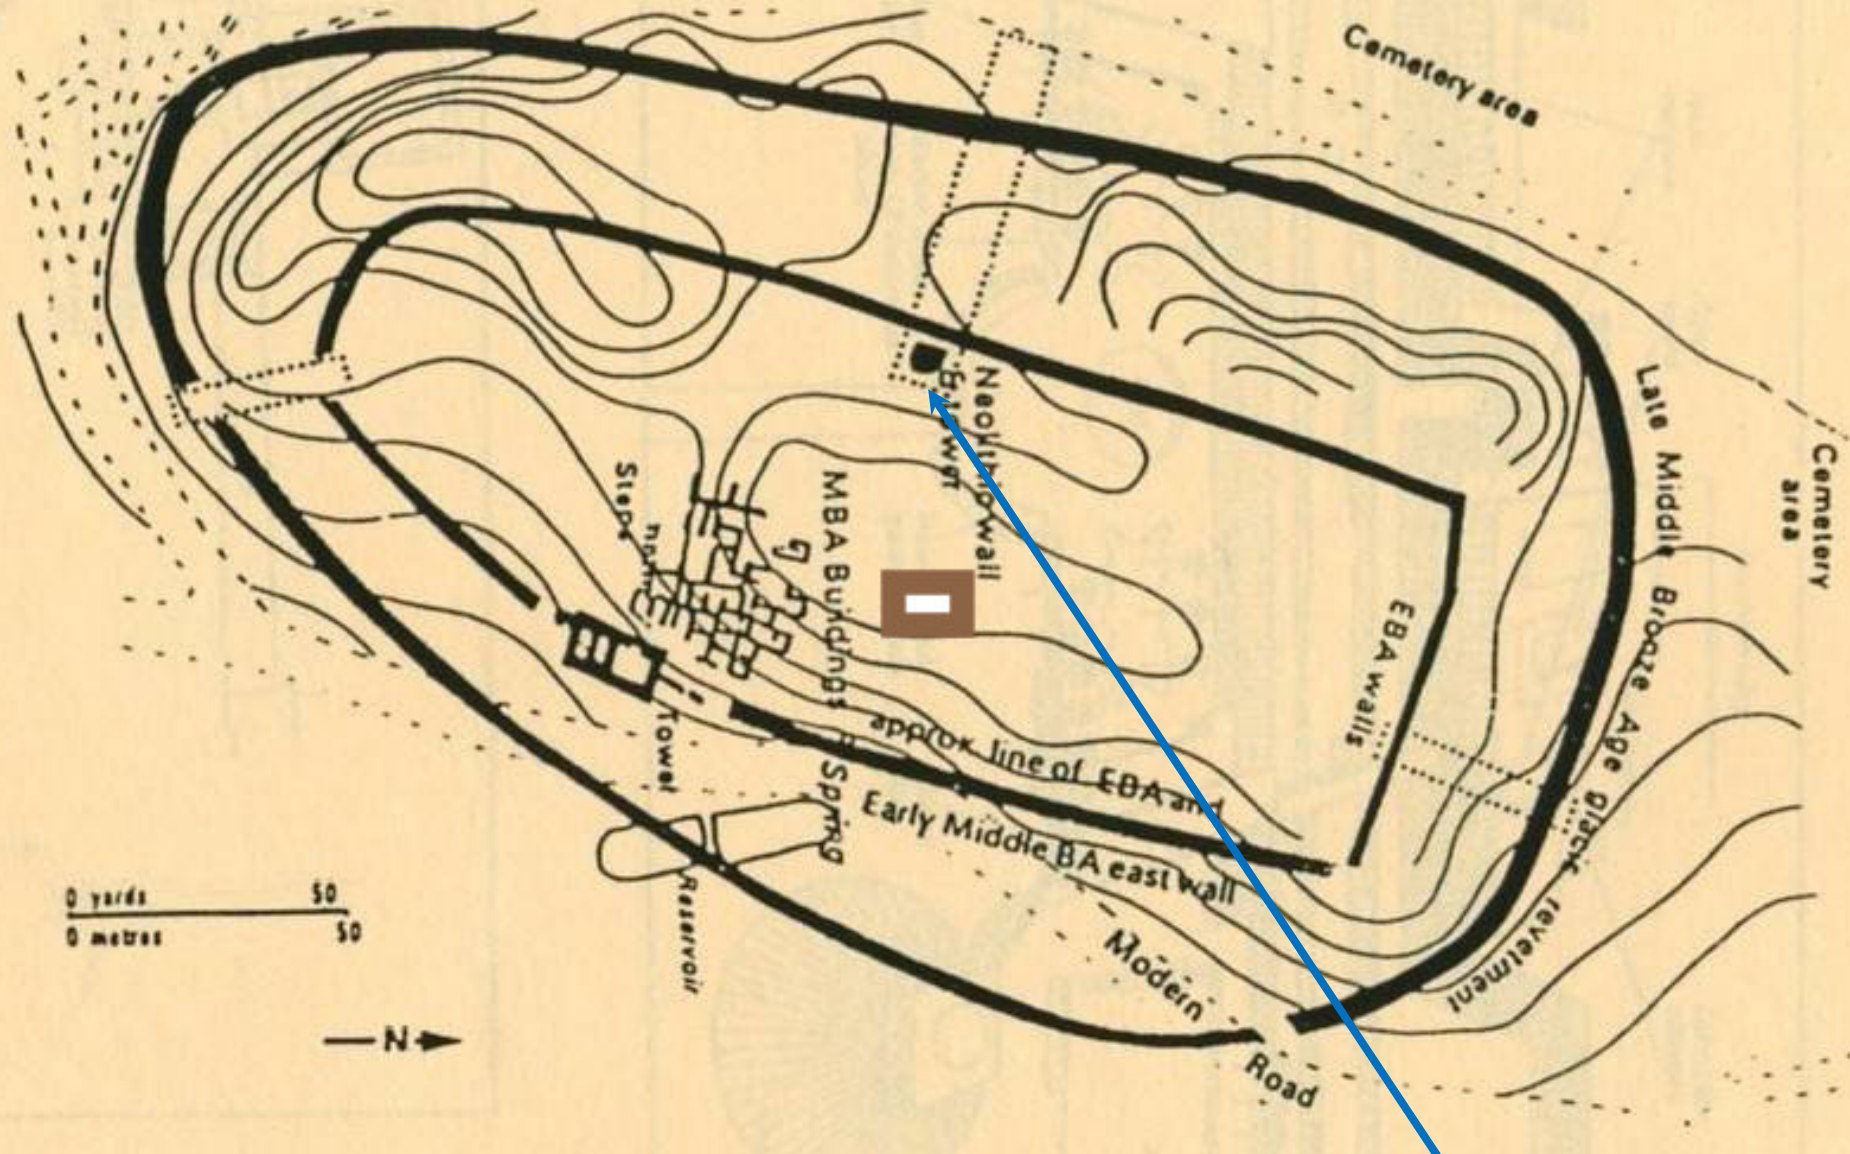 Cemetery area
Cemetery
area
Late Middle Bronze Age glacis revetment
Neolithic wall
tower
MBA Buildings
Steps
EBA walls
approx. line of EBA and
Early Middle BA east wall
Tower
Spring
Reservoir
Modern
Road
0 yards 50
0 metres 50
N